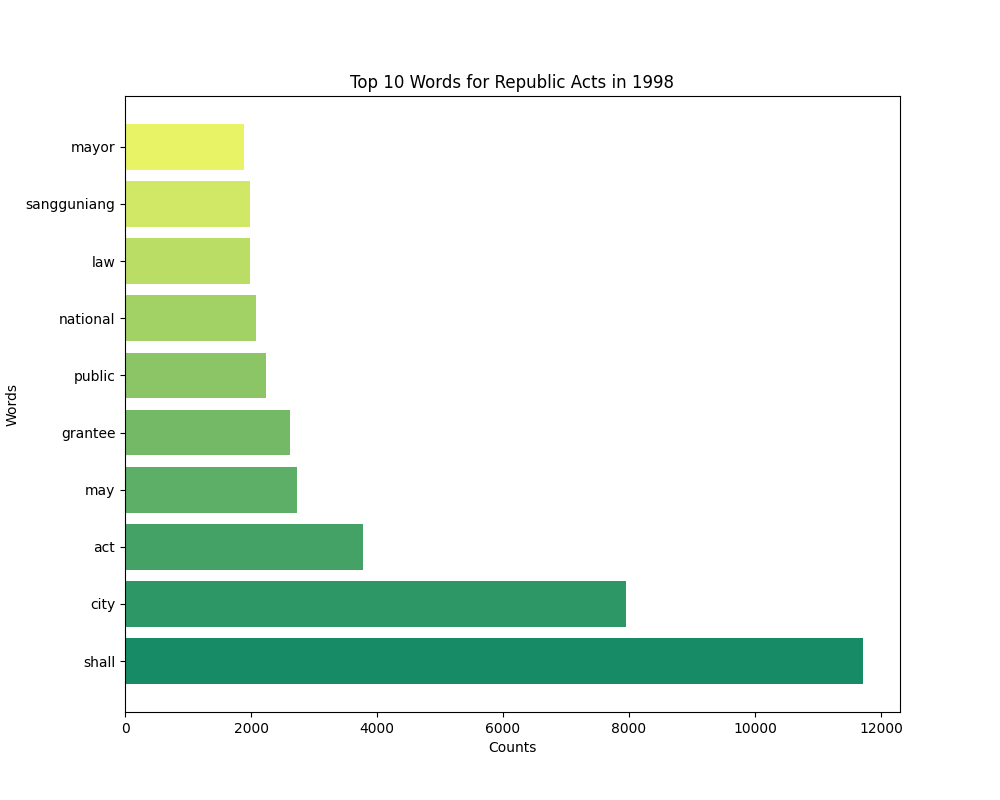 Top 10 Words for Republic Acts in 1998
mayor
sangguniang
law
national
public
grantee
may
act
city
shall
Words
0 2000 4000 6000 8000 10000 12000
Counts